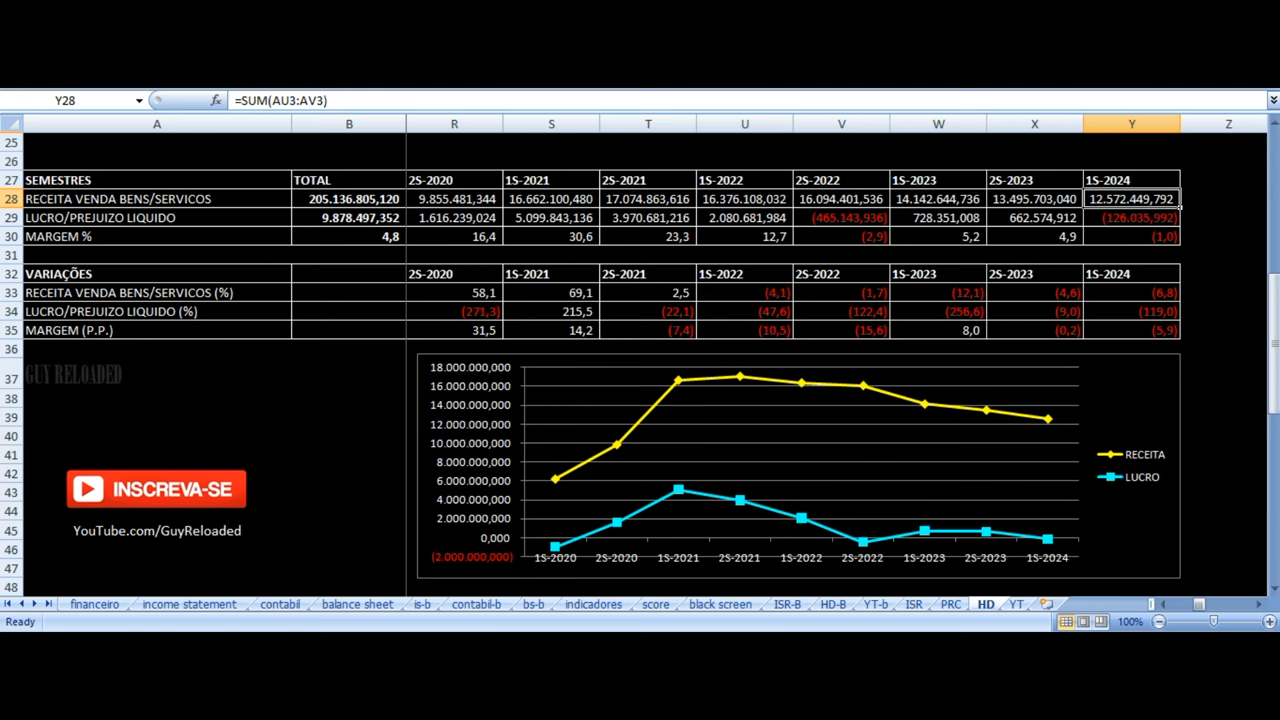 Y28 fx =SUM(AU3:AV3)
A B R S T U V W X Y Z
25
26
27 SEMESTRES TOTAL 2S-2020 1S-2021 2S-2021 1S-2022 2S-2022 1S-2023 2S-2023 1S-2024
28 RECEITA VENDA BENS/SERVICOS 205.136.805,120 9.855.481,344 16.662.100,480 17.074.863,616 16.376.108,032 16.094.401,536 14.142.644,736 13.495.703,040 12.572.449,792
29 LUCRO/PREJUIZO LIQUIDO 9.878.497,352 1.616.239,024 5.099.843,136 3.970.681,216 2.080.681,984 (465.143,936) 728.351,008 662.574,912 (126.035,992)
30 MARGEM % 4,8 16,4 30,6 23,3 12,7 (2,9) 5,2 4,9 (1,0)
31
32 VARIAÇÕES 2S-2020 1S-2021 2S-2021 1S-2022 2S-2022 1S-2023 2S-2023 1S-2024
33 RECEITA VENDA BENS/SERVICOS (%) 58,1 69,1 2,5 (4,1) (1,7) (12,1) (4,6) (6,8)
34 LUCRO/PREJUIZO LIQUIDO (%) (271,3) 215,5 (22,1) (47,6) (122,4) (256,6) (9,0) (119,0)
35 MARGEM (P.P.) 31,5 14,2 (7,4) (10,5) (15,6) 8,0 (0,2) (5,9)
36
37 GUY RELOADED
38
39
40
41
42
43
44
45
46
47
48
INSCREVA-SE
YouTube.com/GuyReloaded
18.000.000,000
16.000.000,000
14.000.000,000
12.000.000,000
10.000.000,000
8.000.000,000
6.000.000,000
4.000.000,000
2.000.000,000
0,000
(2.000.000,000)
1S-2020 2S-2020 1S-2021 2S-2021 1S-2022 2S-2022 1S-2023 2S-2023 1S-2024
RECEITA
LUCRO
financeiro income statement contabil balance sheet is-b contabil-b bs-b indicadores score black screen ISR-B HD-B YT-b ISR PRC HD YT
Ready 100%